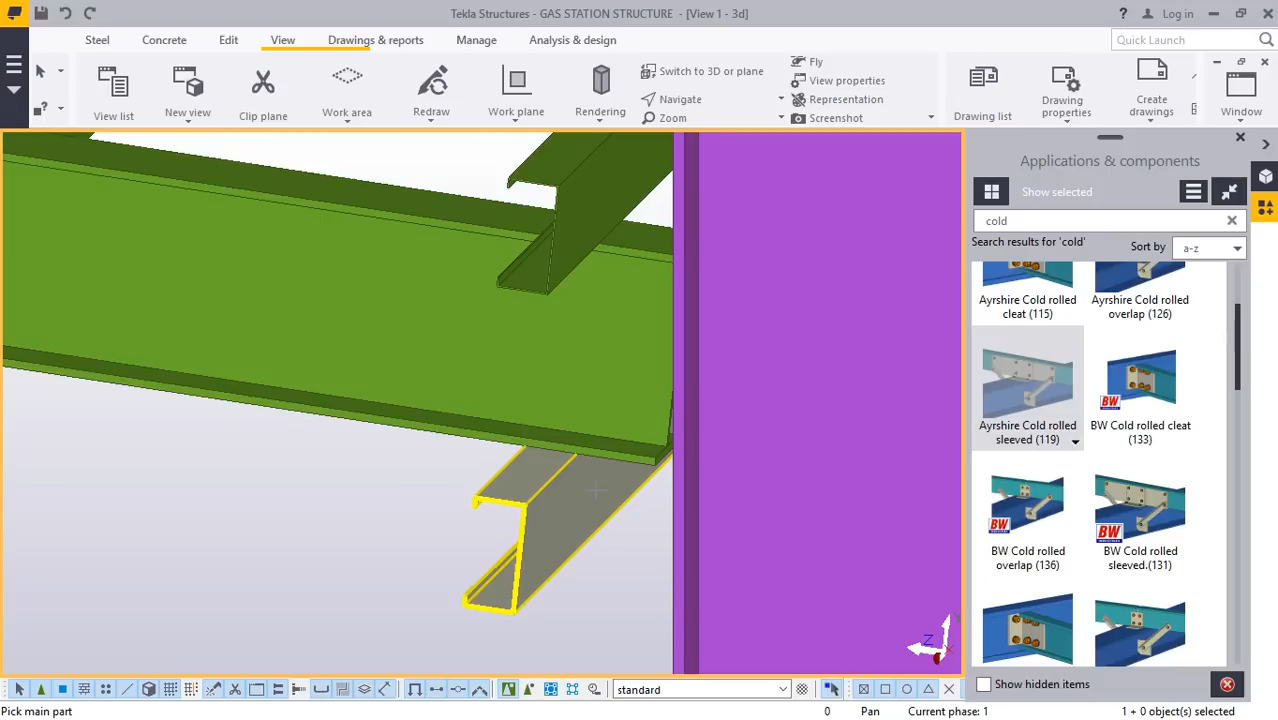 Tekla Structures - GAS STATION STRUCTURE - [View 1 - 3d]
? Log in
Steel Concrete Edit View Drawings & reports Manage Analysis & design
Quick Launch
View list
New view
Clip plane
Work area
Redraw
Work plane
Rendering
Switch to 3D or plane
Navigate
Zoom
Fly
View properties
Representation
Screenshot
Drawing list
Drawing
properties
Create
drawings
Window
Applications & components
Show selected
cold
Search results for 'cold'
Sort by a-z
Ayrshire Cold rolled
cleat (115)
Ayrshire Cold rolled
overlap (126)
Ayrshire Cold rolled
sleeved (119)
BW
BW Cold rolled cleat
(133)
BW
BW Cold rolled
overlap (136)
BW
BW Cold rolled
sleeved.(131)
Z
X
Show hidden items
standard
Pick main part
0
Pan
Current phase: 1
1 + 0 object(s) selected